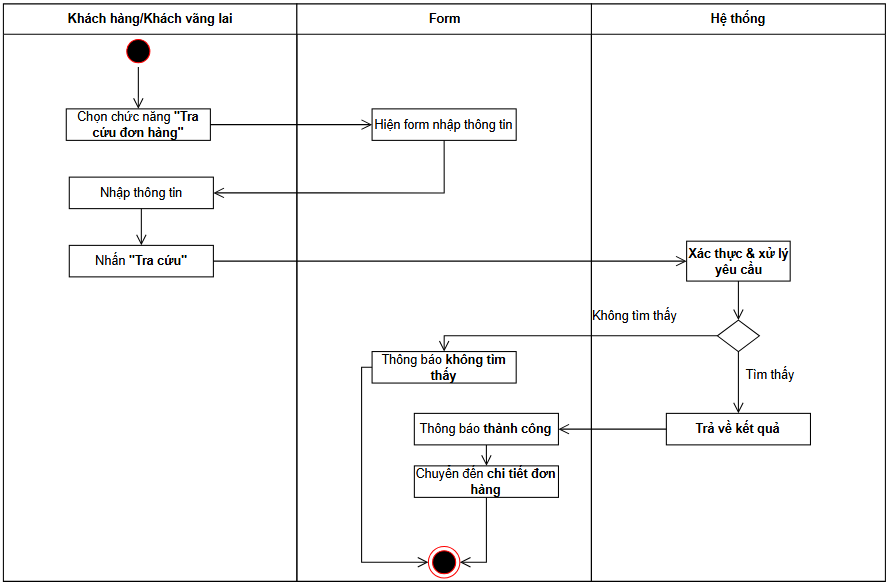 Khách hàng/Khách vãng lai
Form
Hệ thống
Chọn chức năng "Tra
cứu đơn hàng"
Hiện form nhập thông tin
Nhập thông tin
Nhấn "Tra cứu"
Xác thực & xử lý
yêu cầu
Không tìm thấy
Thông báo không tìm
thấy
Tìm thấy
Thông báo thành công
Trả về kết quả
Chuyển đến chi tiết đơn
hàng